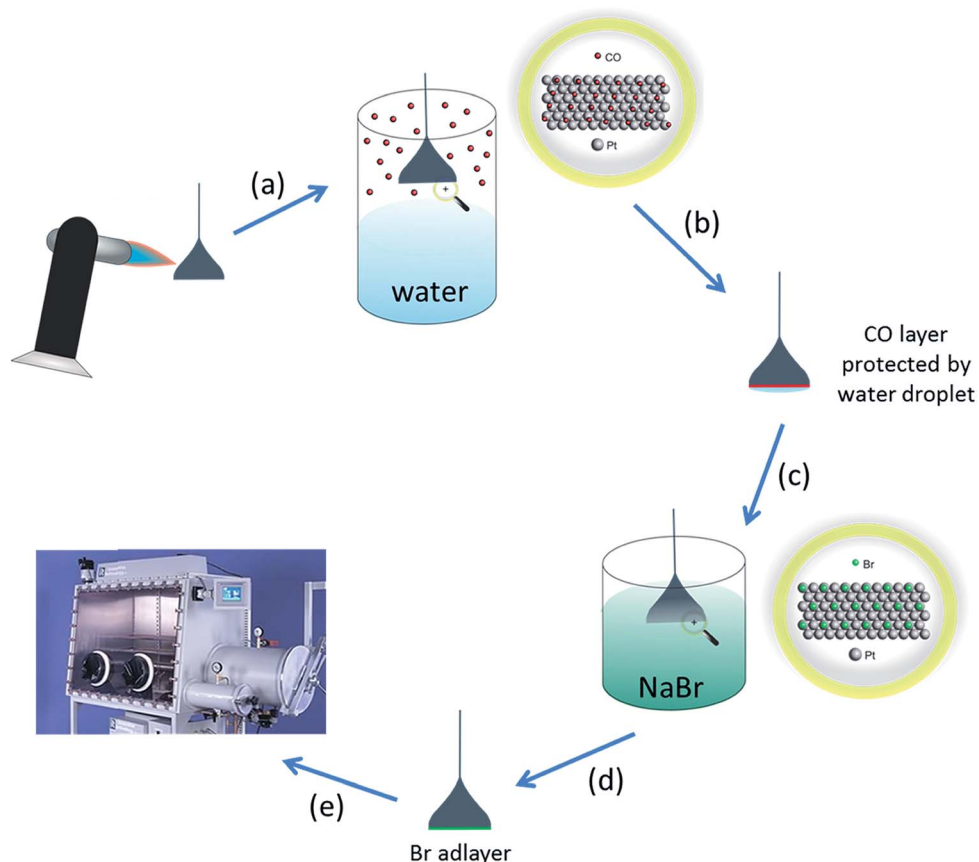 CO
Pt
(a)
water
(b)
CO layer
protected by
water droplet
(c)
Br
Pt
NaBr
(d)
(e)
Br adlayer